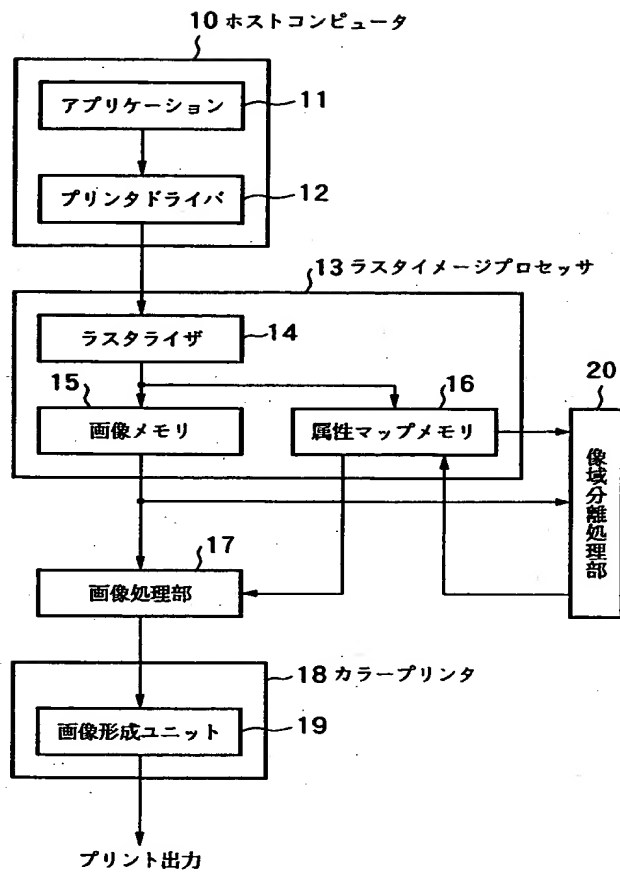 10 ホストコンピュータ
アプリケーション 11
プリンタドライバ 12
13 ラスタイメージプロセッサ
ラスタライザ 14
15
画像メモリ
16
属性マップメモリ
20
像域分離処理部
17
画像処理部
18 カラープリンタ
画像形成ユニット 19
プリント出力